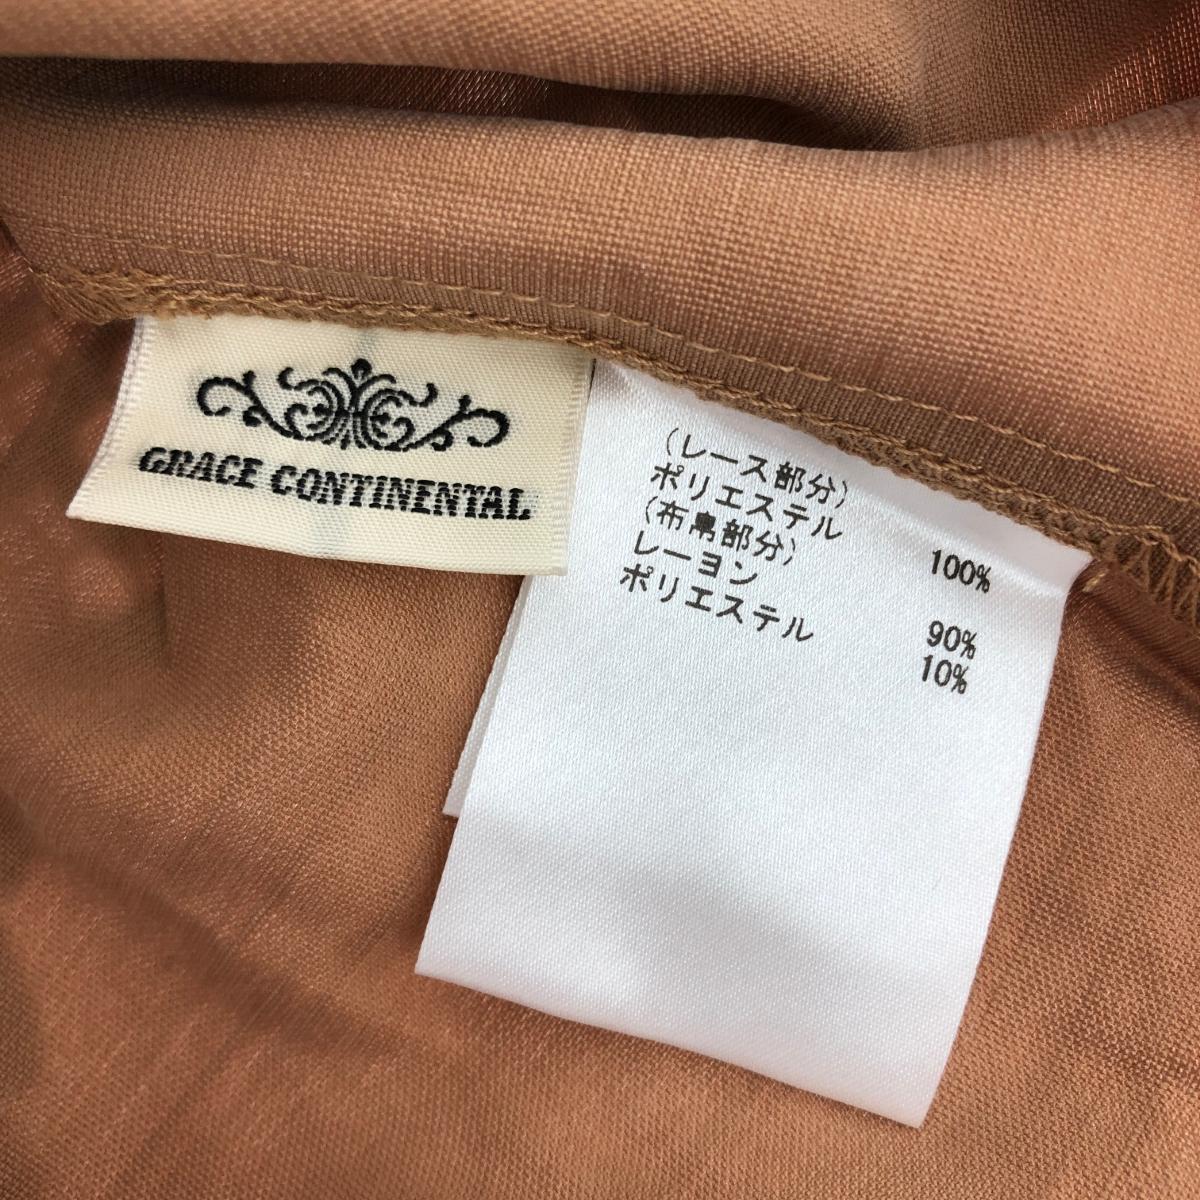 GRACE CONTINENTAL
(レース部分)
ポリエステル 100%
(布帛部分)
レーヨン 90%
ポリエステル 10%